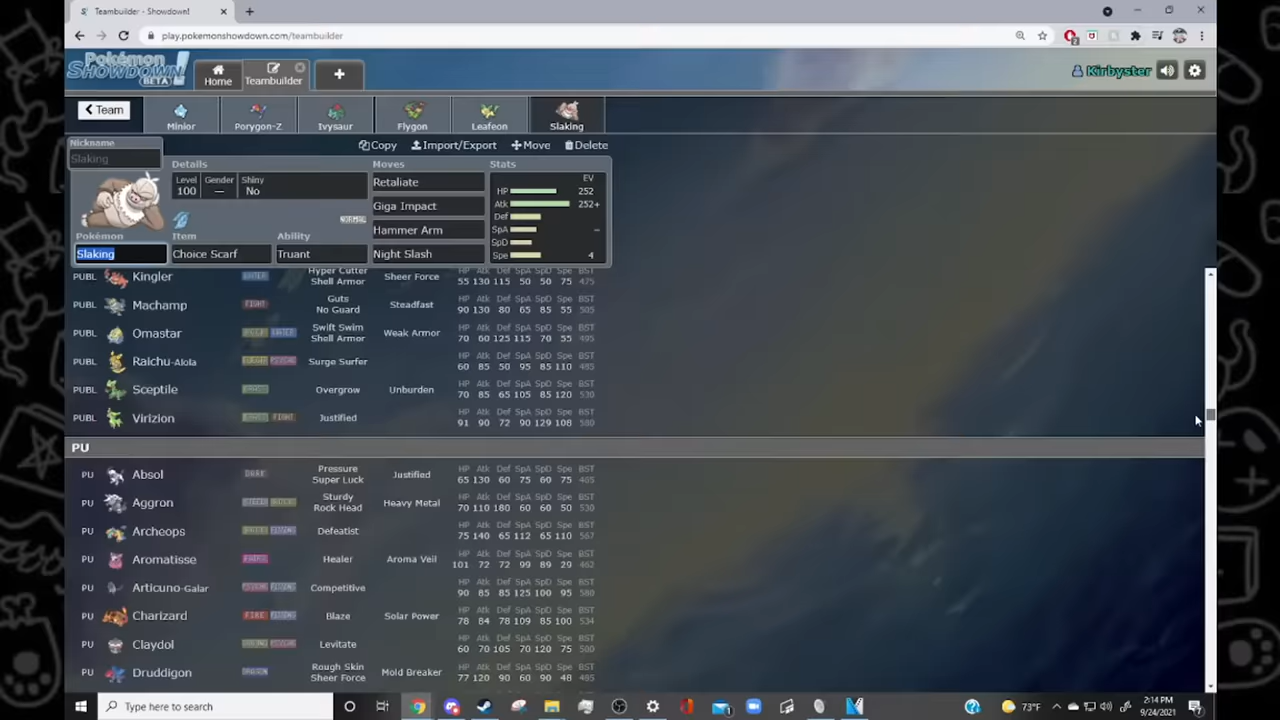 Teambuilder - Showdown!
play.pokemonshowdown.com/teambuilder
Pokémon Showdown! BETA
Home
Teambuilder
Kirbyster
Team
Minior
Porygon-Z
Ivysaur
Flygon
Leafeon
Slaking
Copy Import/Export Move Delete
Nickname
Slaking
Details
Level Gender Shiny
100 — No
NORMAL
Pokémon Item Ability
Slaking Choice Scarf Truant
Moves
Retaliate
Giga Impact
Hammer Arm
Night Slash
Stats
EV
HP 252
Atk 252+
Def
SpA –
SpD
Spe 4
PUBL Kingler Hyper Cutter Shell Armor Sheer Force 55 130 115 50 50 75 475
HP Atk Def SpA SpD Spe BST
PUBL Machamp FIGHT Guts No Guard Steadfast 90 130 80 65 85 55 505
HP Atk Def SpA SpD Spe BST
PUBL Omastar WATER Swift Swim Shell Armor Weak Armor 70 60 125 115 70 55 495
HP Atk Def SpA SpD Spe BST
PUBL Raichu-Alola Surge Surfer 60 85 50 95 85 110 485
HP Atk Def SpA SpD Spe BST
PUBL Sceptile Overgrow Unburden 70 85 65 105 85 120 530
HP Atk Def SpA SpD Spe BST
PUBL Virizion FIGHT Justified 91 90 72 90 129 108 580
PU
HP Atk Def SpA SpD Spe BST
PU Absol DARK Pressure Super Luck Justified 65 130 60 75 60 75 465
HP Atk Def SpA SpD Spe BST
PU Aggron Sturdy Rock Head Heavy Metal 70 110 180 60 60 50 530
HP Atk Def SpA SpD Spe BST
PU Archeops Defeatist 75 140 65 112 65 110 567
HP Atk Def SpA SpD Spe BST
PU Aromatisse Healer Aroma Veil 101 72 72 99 89 29 462
HP Atk Def SpA SpD Spe BST
PU Articuno-Galar Competitive 90 85 85 125 100 95 580
HP Atk Def SpA SpD Spe BST
PU Charizard FIRE Blaze Solar Power 78 84 78 109 85 100 534
HP Atk Def SpA SpD Spe BST
PU Claydol Levitate 60 70 105 70 120 75 500
HP Atk Def SpA SpD Spe BST
PU Druddigon Rough Skin Sheer Force Mold Breaker 77 120 90 60 90 48 485
Type here to search
73°F
2:14 PM
9/24/2021